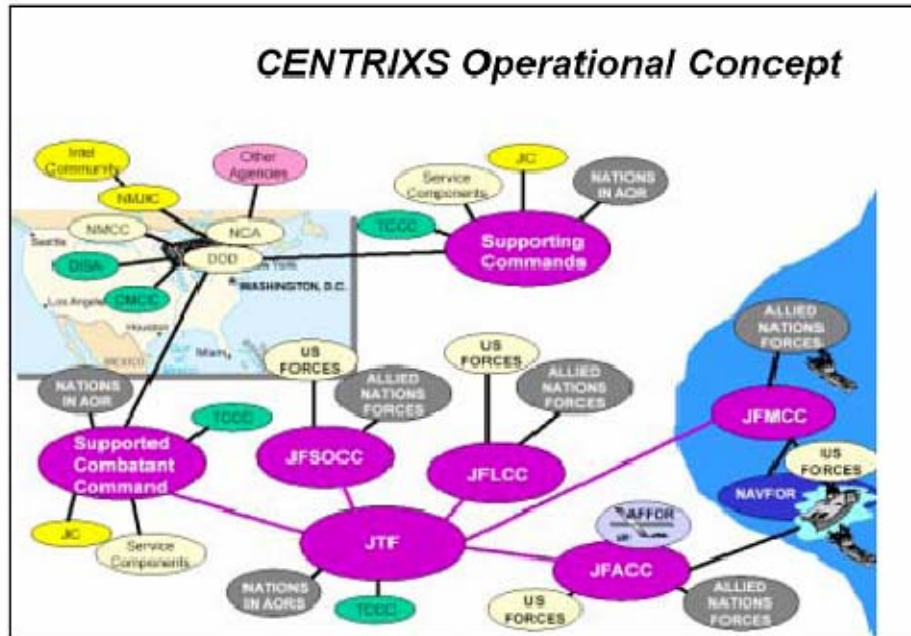 CENTRIXS Operational Concept
Intel
Community
Other
Agencies
NMJIC
JIC
Service
Components
NATIONS
IN AOR
NMCC
NCA
TCCC
Supporting
Commands
Seattle
DISA
DOD
York
WASHINGTON, D.C.
Los Angeles
Houston
Miami
MEXICO
US
FORCES
ALLIED
NATIONS
FORCES
US
FORCES
ALLIED
NATIONS
FORCES
ALLIED
NATIONS
FORCES
NATIONS
IN AOR
TCCC
JFMCC
Supported
Combatant
Command
JFSOCC
JFLCC
US
FORCES
NAVFOR
JIC
Service
Components
JTF
AFFOR
JFACC
NATIONS
IN AORS
TCCC
US
FORCES
ALLIED
NATIONS
FORCES